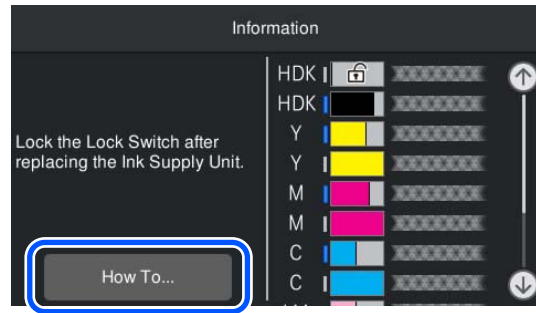 Information
Lock the Lock Switch after
replacing the Ink Supply Unit.
How To...
HDK
HDK
Y
Y
M
M
C
C